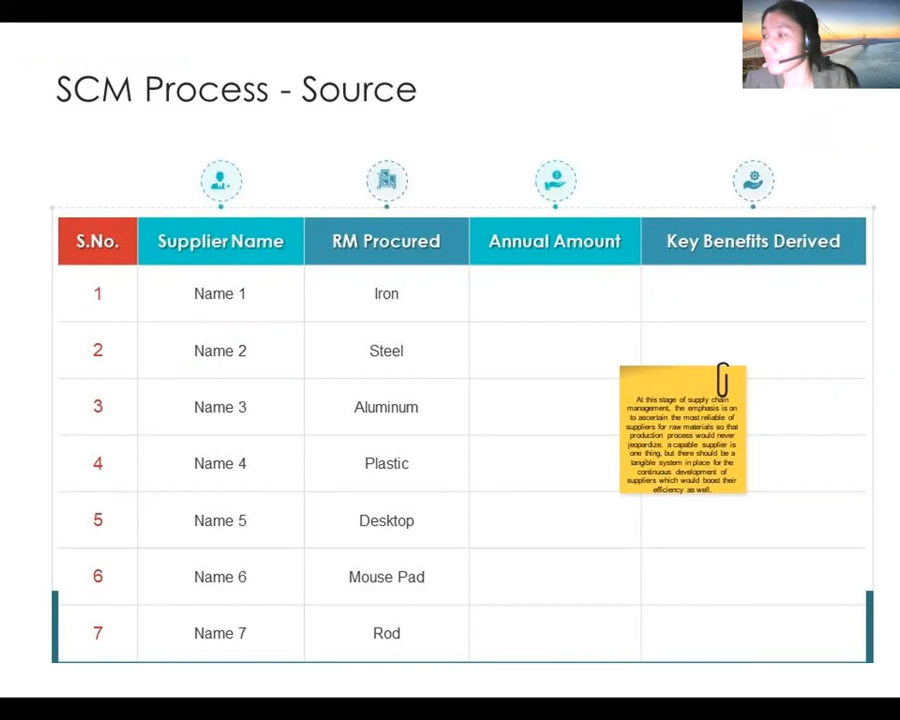 SCM Process - Source
S.No. Supplier Name RM Procured Annual Amount Key Benefits Derived
1 Name 1 Iron
2 Name 2 Steel
3 Name 3 Aluminum
4 Name 4 Plastic
5 Name 5 Desktop
6 Name 6 Mouse Pad
7 Name 7 Rod
At this stage of supply chain
management, the emphasis is on
to ascertain the most reliable of
suppliers for raw materials so that
production process would never
jeopardize. a capable supplier is
one thing, but there should be a
tangible system in place for the
continuous development of
suppliers which would boost their
efficiency as well.